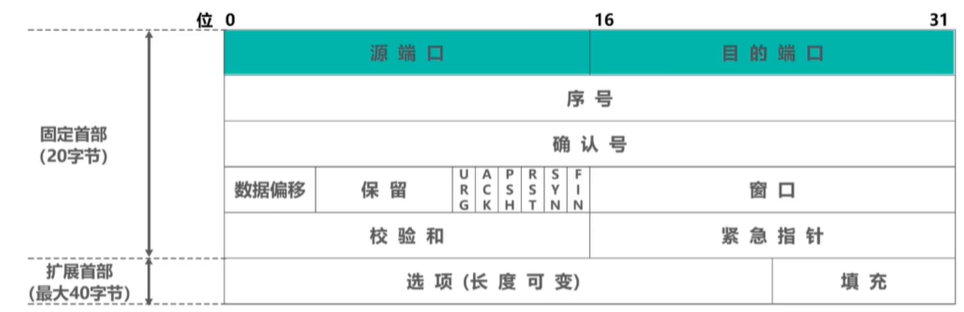 位 0 16 31
源端口 目的端口
序号
固定首部
(20字节)
确认号
数据偏移 保留 URG ACK PSH RST SYN FIN 窗口
校验和 紧急指针
扩展首部
(最大40字节)
选项(长度可变) 填充